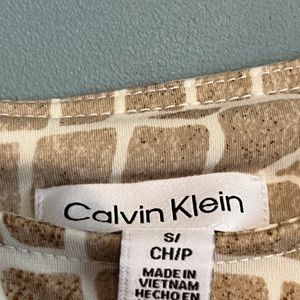 Calvin Klein
S/
CH/P
MADE IN
VIETNAM
HECHO EN